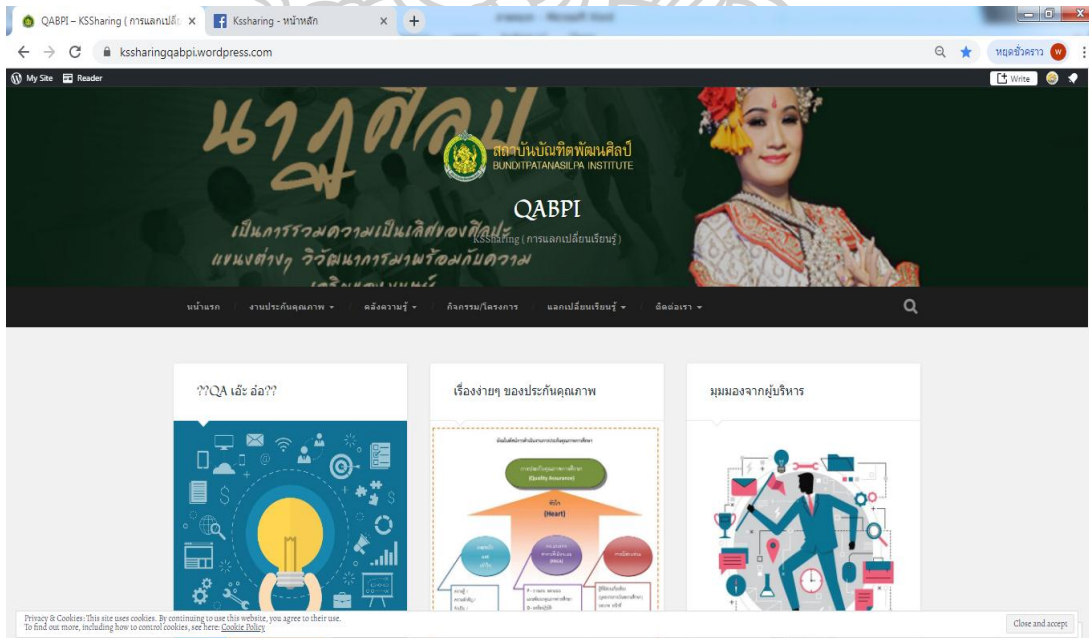 QABPI – KSSharing ( การแลกเปลี่ย
Kssharing - หน้าหลัก
kssharingqabpi.wordpress.com
หยุดชั่วคราว
w
My Site
Reader
Write
นาฏศิลป์
สถาบันบัณฑิตพัฒนศิลป์
BUNDITPATANASILPA INSTITUTE
QABPI
KSSharing ( การแลกเปลี่ยนเรียนรู้ )
เป็นการรวมความเป็นเลิศของศิลปะ
แขนงต่างๆ วิวัฒนาการมาพร้อมกับความ
หน้าแรก
งานประกันคุณภาพ
คลังความรู้
กิจกรรม/โครงการ
แลกเปลี่ยนเรียนรู้
ติดต่อเรา
??QA เอ๊ะ อ๋อ??
เรื่องง่ายๆ ของประกันคุณภาพ
มุมมองจากผู้บริหาร
การประกันคุณภาพการศึกษา
(Quality Assurance)
หัวใจ
(Heart)
Privacy & Cookies: This site uses cookies. By continuing to use this website, you agree to their use.
To find out more, including how to control cookies, see here: Cookie Policy
Close and accept